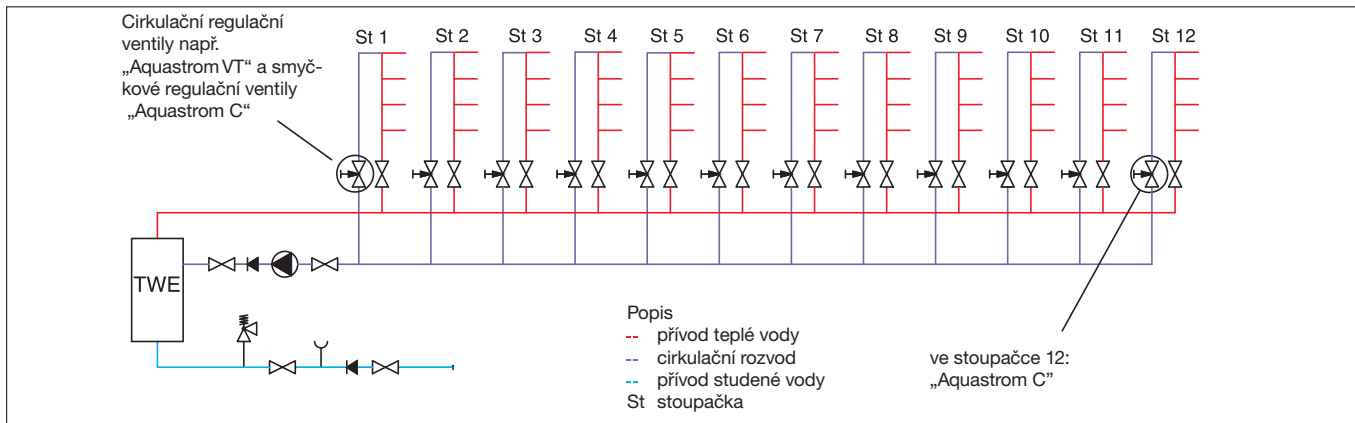 Cirkulační regulační
ventily např.
„Aquastrom VT“ a smyč-
kové regulační ventily
„Aquastrom C“
St 1
St 2
St 3
St 4
St 5
St 6
St 7
St 8
St 9
St 10
St 11
St 12
TWE
Popis
přívod teplé vody
cirkulační rozvod
přívod studené vody
St stoupačka
ve stoupačce 12:
„Aquastrom C”